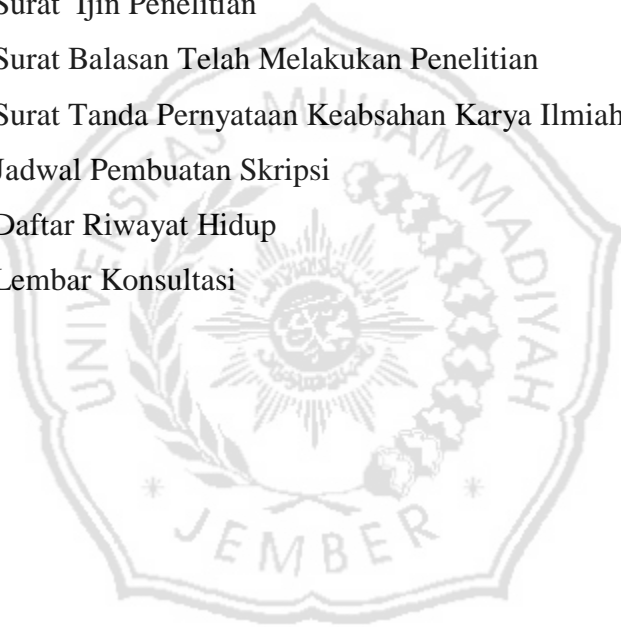 Surat Ijin Penelitian
Surat Balasan Telah Melakukan Penelitian
Surat Tanda Pernyataan Keabsahan Karya Ilmiah
Jadwal Pembuatan Skripsi
Daftar Riwayat Hidup
Lembar Konsultasi
UNIVERSITAS MUHAMMADIYAH
JEMBER